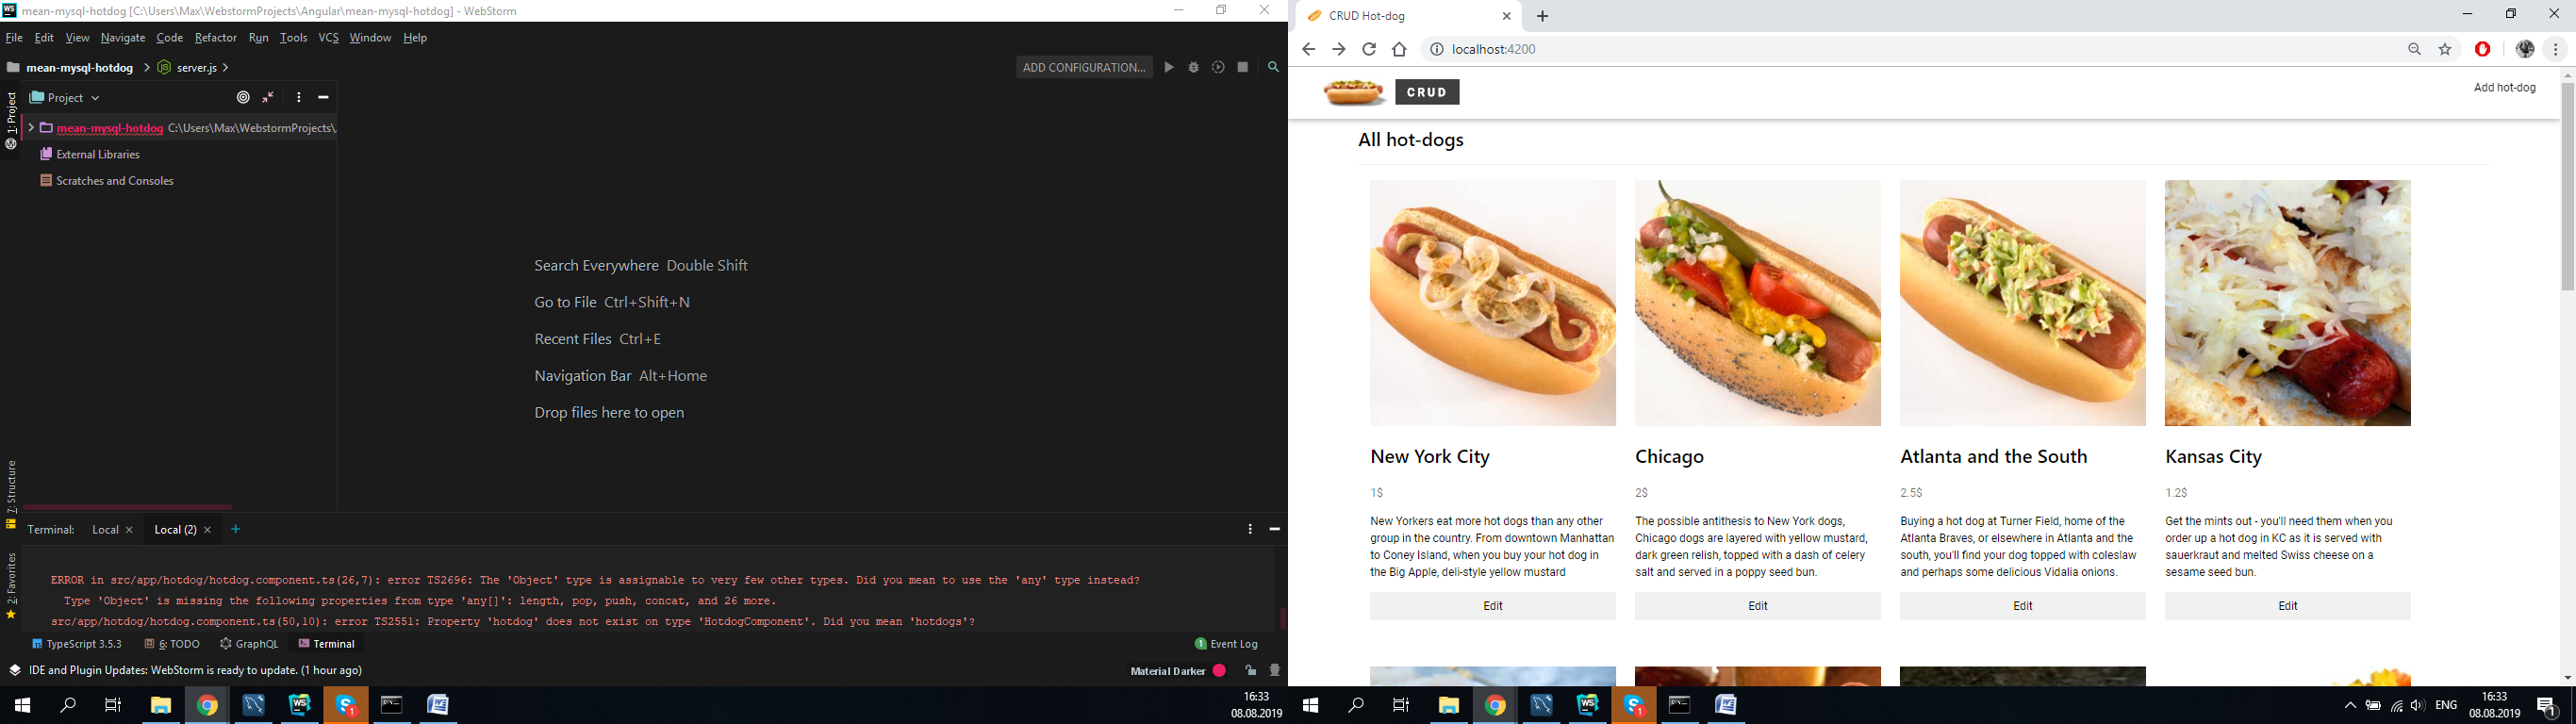 mean-mysql-hotdog [C:\Users\Max\WebstormProjects\Angular\mean-mysql-hotdog] - WebStorm
File Edit View Navigate Code Refactor Run Tools VCS Window Help
mean-mysql-hotdog server.js
ADD CONFIGURATION...
1: Project
Project
mean-mysql-hotdog C:\Users\Max\WebstormProjects\
External Libraries
Scratches and Consoles
Search Everywhere Double Shift
Go to File Ctrl+Shift+N
Recent Files Ctrl+E
Navigation Bar Alt+Home
Drop files here to open
7: Structure
2: Favorites
Terminal: Local Local (2)
ERROR in src/app/hotdog/hotdog.component.ts(26,7): error TS2696: The 'Object' type is assignable to very few other types. Did you mean to use the 'any' type instead?
Type 'Object' is missing the following properties from type 'any[]': length, pop, push, concat, and 26 more.
src/app/hotdog/hotdog.component.ts(50,10): error TS2551: Property 'hotdog' does not exist on type 'HotdogComponent'. Did you mean 'hotdogs'?
TypeScript 3.5.3 6: TODO GraphQL Terminal
1 Event Log
IDE and Plugin Updates: WebStorm is ready to update. (1 hour ago)
Material Darker
16:33
08.08.2019
CRUD Hot-dog
localhost:4200
CRUD
Add hot-dog
All hot-dogs
New York City
1$
New Yorkers eat more hot dogs than any other
group in the country. From downtown Manhattan
to Coney Island, when you buy your hot dog in
the Big Apple, deli-style yellow mustard
Edit
Chicago
2$
The possible antithesis to New York dogs,
Chicago dogs are layered with yellow mustard,
dark green relish, topped with a dash of celery
salt and served in a poppy seed bun.
Edit
Atlanta and the South
2.5$
Buying a hot dog at Turner Field, home of the
Atlanta Braves, or elsewhere in Atlanta and the
south, you'll find your dog topped with coleslaw
and perhaps some delicious Vidalia onions.
Edit
Kansas City
1.2$
Get the mints out - you'll need them when you
order up a hot dog in KC as it is served with
sauerkraut and melted Swiss cheese on a
sesame seed bun.
Edit
ENG
16:33
08.08.2019
1